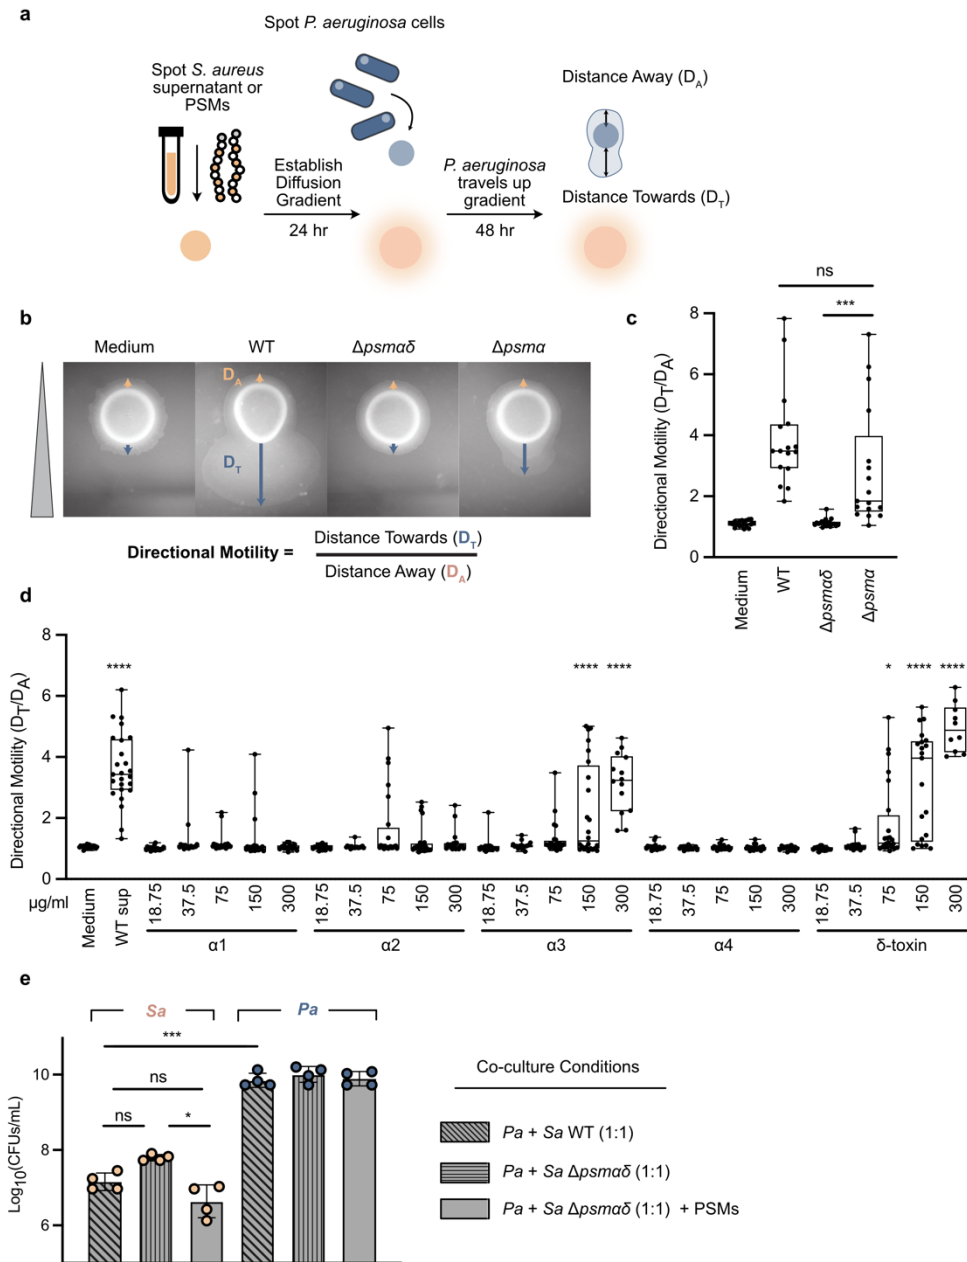 a
Spot P. aeruginosa cells
Spot S. aureus
supernatant or
PSMs
Establish
Diffusion
Gradient
24 hr
P. aeruginosa
travels up
gradient
48 hr
Distance Away (DA)
Distance Towards (DT)
b
Medium
WT
Δpsmαδ
Δpsmα
DA
DT
Directional Motility =
Distance Towards (DT)
Distance Away (DA)
c
ns
***
Directional Motility (DT/DA)
8
6
4
2
0
Medium
WT
Δpsmαδ
Δpsmα
d
Directional Motility (DT/DA)
8
6
4
2
0
****
****
****
*
****
****
µg/ml
Medium
WT sup
18.75
37.5
75
150
300
18.75
37.5
75
150
300
18.75
37.5
75
150
300
18.75
37.5
75
150
300
18.75
37.5
75
150
300
α1
α2
α3
α4
δ-toxin
e
Sa
Pa
***
ns
ns
*
Log10(CFUs/mL)
10
8
6
Co-culture Conditions
Pa + Sa WT (1:1)
Pa + Sa Δpsmαδ (1:1)
Pa + Sa Δpsmαδ (1:1) + PSMs